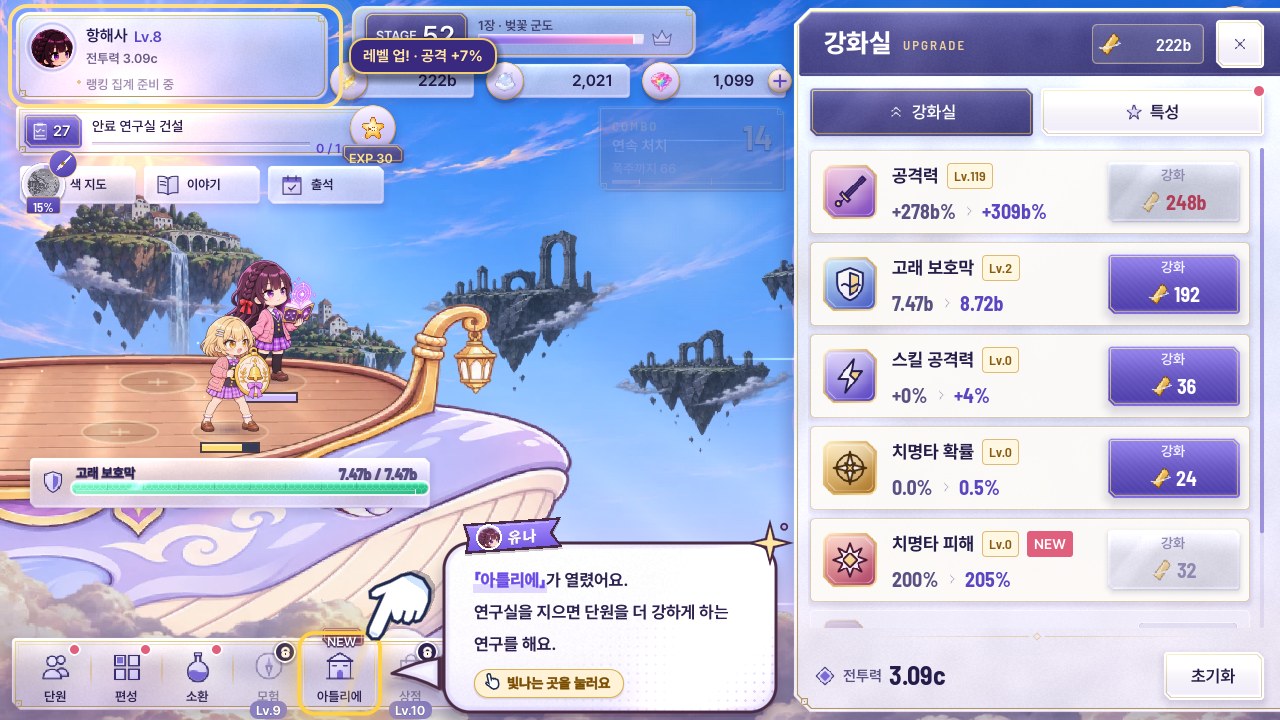 항해사 Lv.8
전투력 3.09c
랭킹 집계 준비 중
STAGE 52
1장 · 벚꽃 군도
레벨 업! · 공격 +7%
222b
2,021
1,099
27
안료 연구실 건설
0 / 1
EXP 30
COMBO
연속 처치
14
색 지도
15%
이야기
출석
고래 보호막
7.47b / 7.47b
유나
『아틀리에』가 열렸어요.
연구실을 지으면 단원을 더 강하게 하는
연구를 해요.
빛나는 곳을 눌러요
단원
편성
소환
모험
Lv.9
NEW
아틀리에
상점
Lv.10
강화실 UPGRADE
222b
강화실
특성
공격력 Lv.119
+278b% +309b%
강화
248b
고래 보호막 Lv.2
7.47b 8.72b
강화
192
스킬 공격력 Lv.0
+0% +4%
강화
36
치명타 확률 Lv.0
0.0% 0.5%
강화
24
치명타 피해 Lv.0 NEW
200% 205%
강화
32
전투력 3.09c
초기화